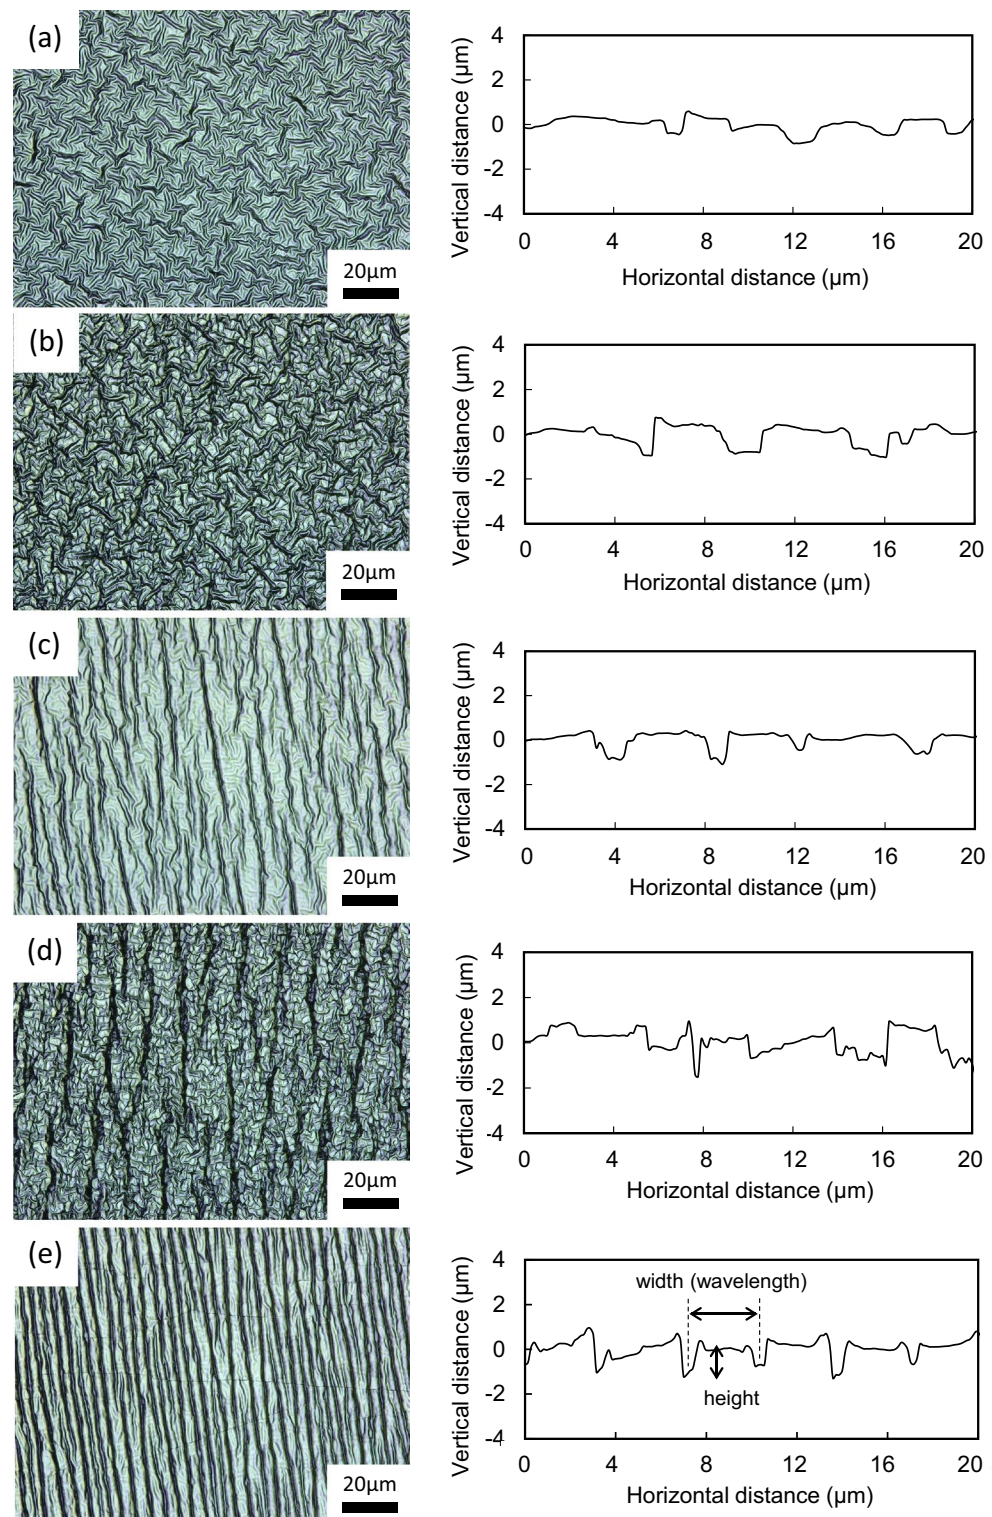 (a)
20µm
Vertical distance (µm)
4
2
0
-2
-4
0 4 8 12 16 20
Horizontal distance (µm)
(b)
20µm
Vertical distance (µm)
4
2
0
-2
-4
0 4 8 12 16 20
Horizontal distance (µm)
(c)
20µm
Vertical distance (µm)
4
2
0
-2
-4
0 4 8 12 16 20
Horizontal distance (µm)
(d)
20µm
Vertical distance (µm)
4
2
0
-2
-4
0 4 8 12 16 20
Horizontal distance (µm)
(e)
20µm
Vertical distance (µm)
4
2
0
-2
-4
width (wavelength)
height
0 4 8 12 16 20
Horizontal distance (µm)